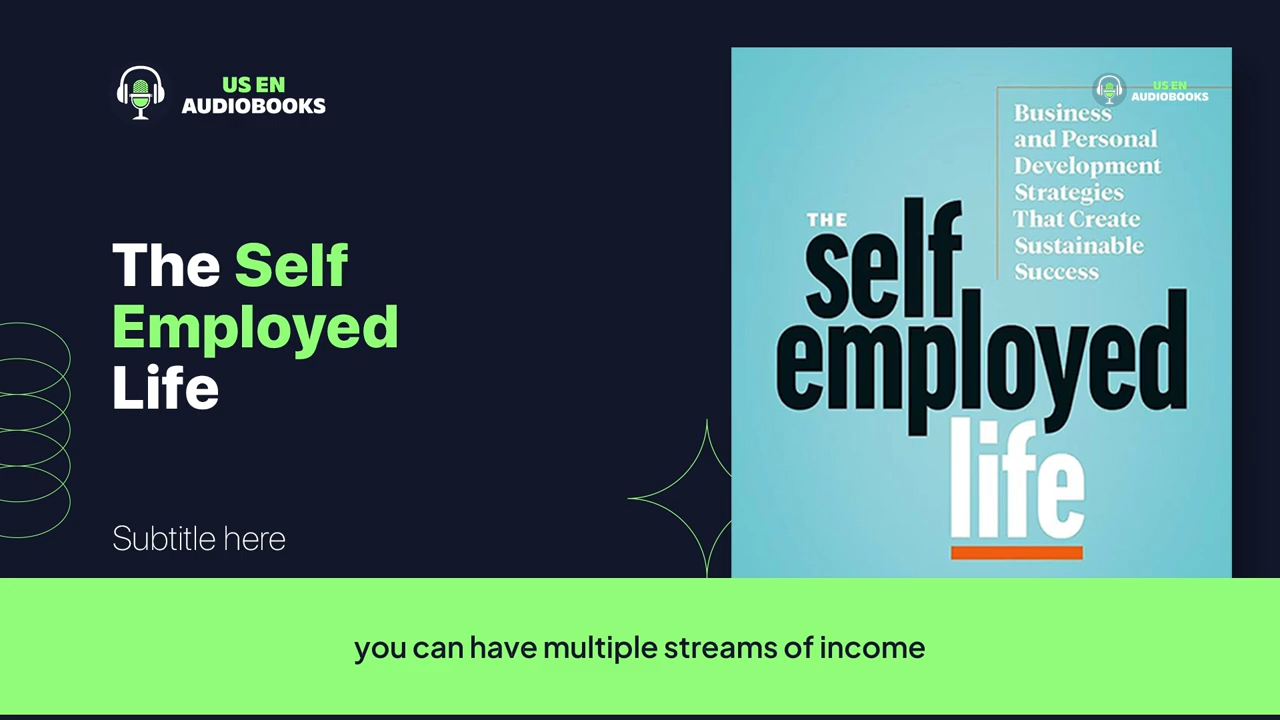 US EN
AUDIOBOOKS
The Self
Employed
Life
Subtitle here
US EN
AUDIOBOOKS
Business
and Personal
Development
Strategies
That Create
Sustainable
Success
THE
self
employed
life
you can have multiple streams of income